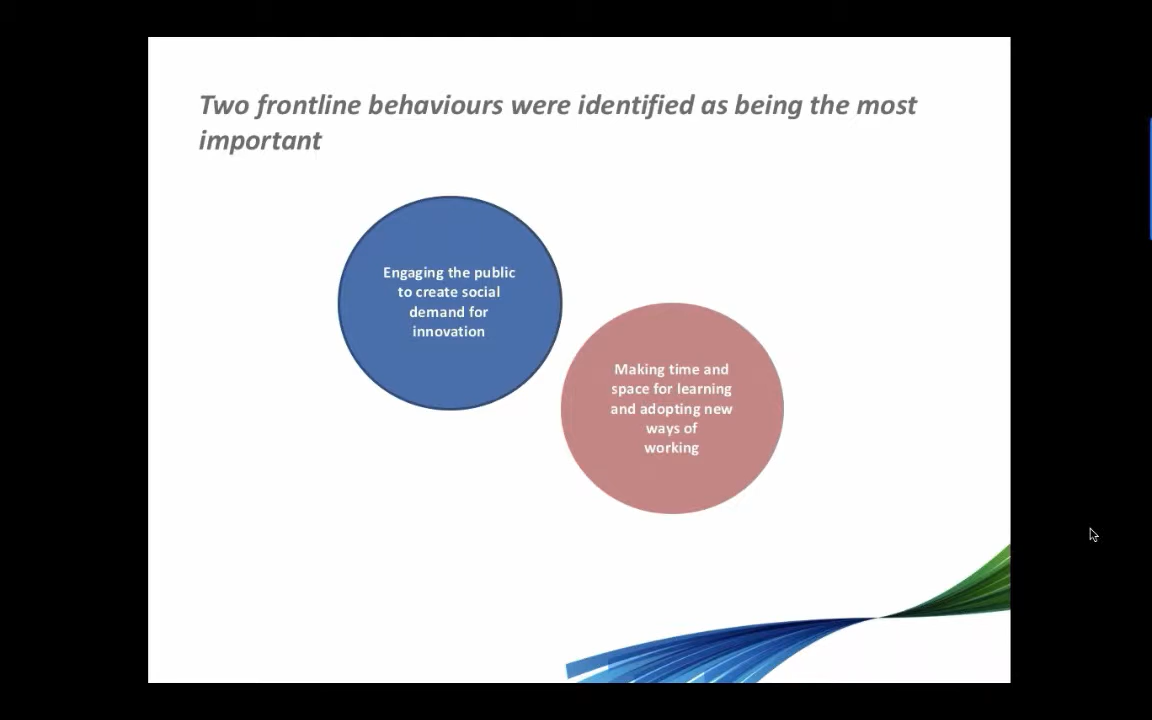 Two frontline behaviours were identified as being the most
important
Engaging the public
to create social
demand for
innovation
Making time and
space for learning
and adopting new
ways of
working